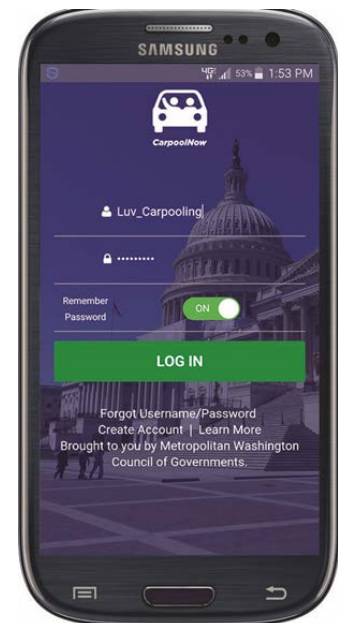 SAMSUNG
4G 53% 1:53 PM
CarpoolNow
Luv_Carpooling
•••••••••
Remember
Password
ON
LOG IN
Forgot Username/Password
Create Account | Learn More
Brought to you by Metropolitan Washington
Council of Governments.